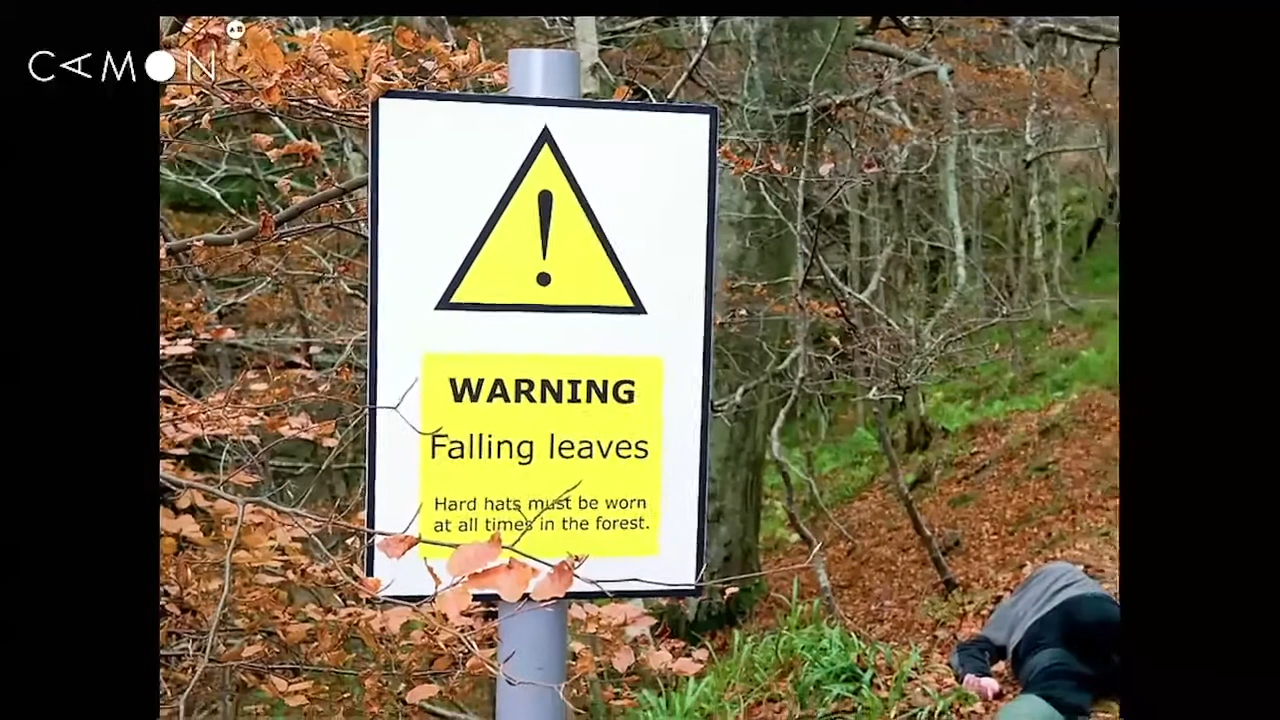 CAMON
!
WARNING
Falling leaves
Hard hats must be worn
at all times in the forest.